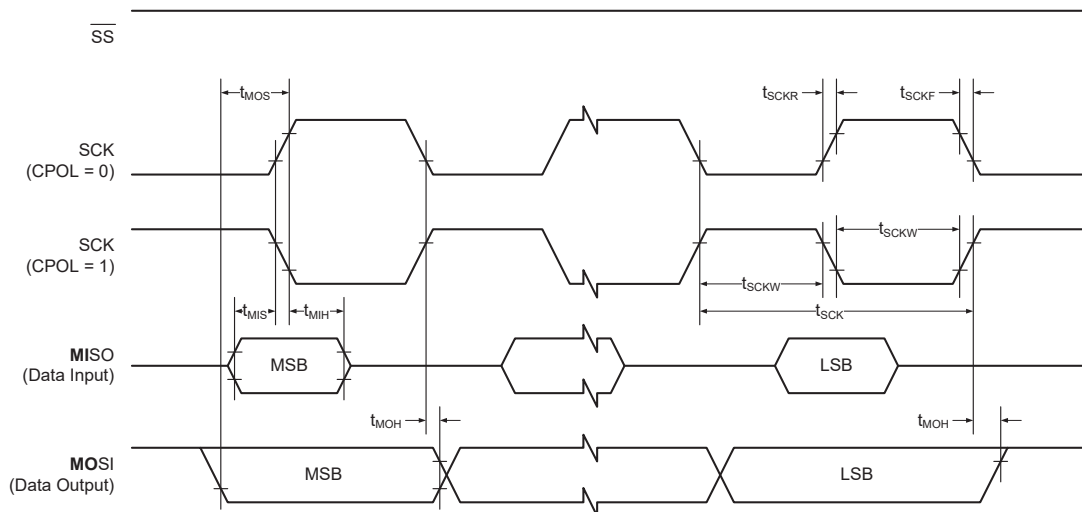 SS
tMOS
tSCKR
tSCKF
SCK
(CPOL = 0)
SCK
(CPOL = 1)
tSCKW
tSCKW
tSCK
tMIS
tMIH
MISO
(Data Input)
MSB
LSB
tMOH
tMOH
MOSI
(Data Output)
MSB
LSB